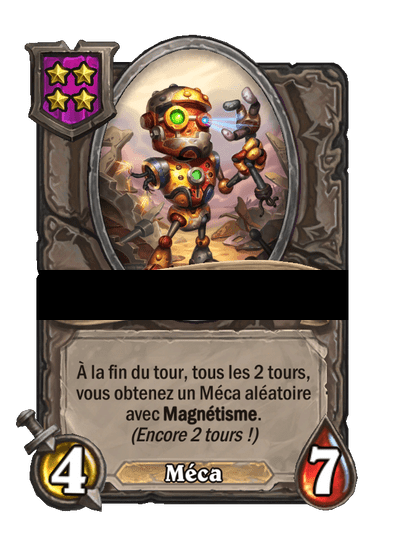 À la fin du tour, tous les 2 tours,
vous obtenez un Méca aléatoire
avec Magnétisme.
(Encore 2 tours !)
4
Méca
7